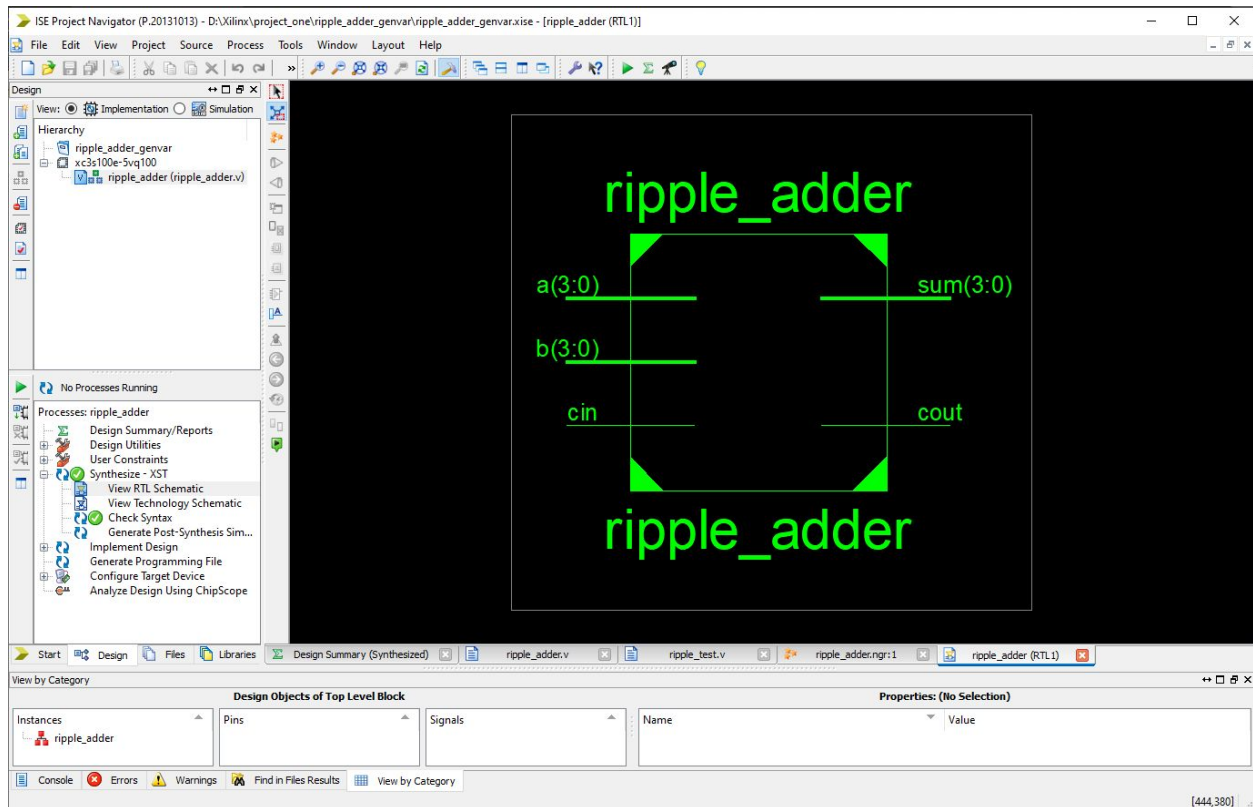 ISE Project Navigator (P.20131013) - D:\Xilinx\project_one\ripple_adder_genvar\ripple_adder_genvar.xise - [ripple_adder (RTL1)]
File Edit View Project Source Process Tools Window Layout Help
»
Design
View: Implementation Simulation
Hierarchy
ripple_adder_genvar
xc3s100e-5vq100
ripple_adder (ripple_adder.v)
No Processes Running
Processes: ripple_adder
Design Summary/Reports
Design Utilities
User Constraints
Synthesize - XST
View RTL Schematic
View Technology Schematic
Check Syntax
Generate Post-Synthesis Sim...
Implement Design
Generate Programming File
Configure Target Device
Analyze Design Using ChipScope
Start Design Files Libraries
ripple_adder
a(3:0) sum(3:0)
b(3:0)
cin cout
ripple_adder
Design Summary (Synthesized) ripple_adder.v ripple_test.v ripple_adder.ngr:1 ripple_adder (RTL1)
View by Category
Design Objects of Top Level Block Properties: (No Selection)
Instances Pins Signals Name Value
ripple_adder
Console Errors Warnings Find in Files Results View by Category
[444,380]